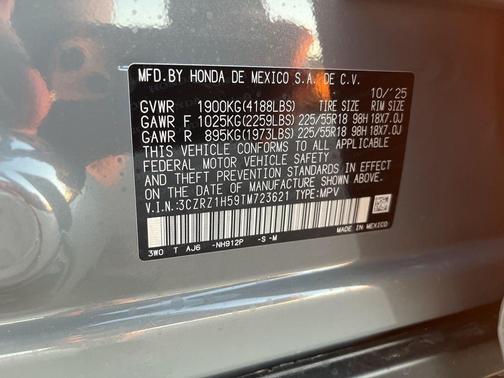 MFD.BY HONDA DE MEXICO S.A. DE C.V.
10/'25
GVWR 1900KG(4188LBS) TIRE SIZE RIM SIZE
GAWR F 1025KG(2259LBS) 225/55R18 98H 18X7.0J
GAWR R 895KG(1973LBS) 225/55R18 98H 18X7.0J
THIS VEHICLE CONFORMS TO ALL APPLICABLE
FEDERAL MOTOR VEHICLE SAFETY
AND THEFT PREVENTION STANDARDS IN EFFECT
ON THE DATE OF MANUFACTURE SHOWN ABOVE.
V.I.N.:3CZRZ1H59TM723621 TYPE:MPV
3W0 T AJ6 -NH912P -S -M
MADE IN MEXICO